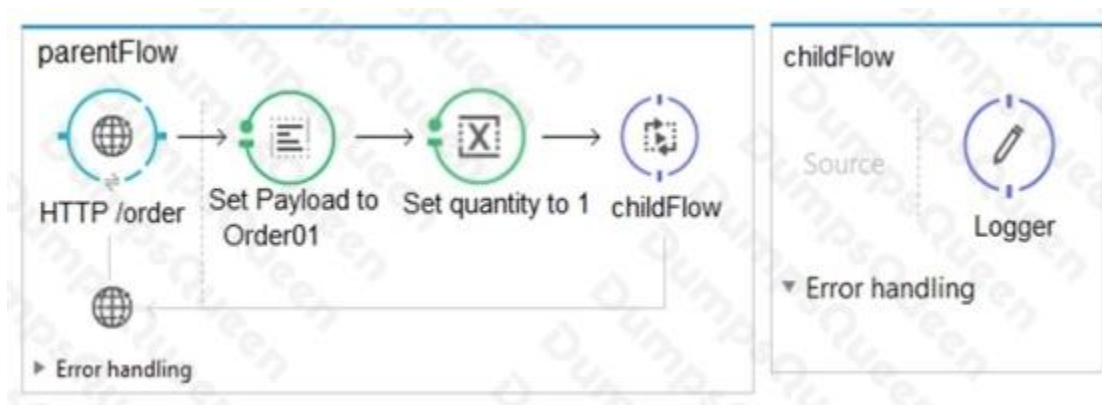 parentFlow
HTTP /order
Set Payload to
Order01
Set quantity to 1
childFlow
Error handling
childFlow
Source
Logger
Error handling
DumpsQueen